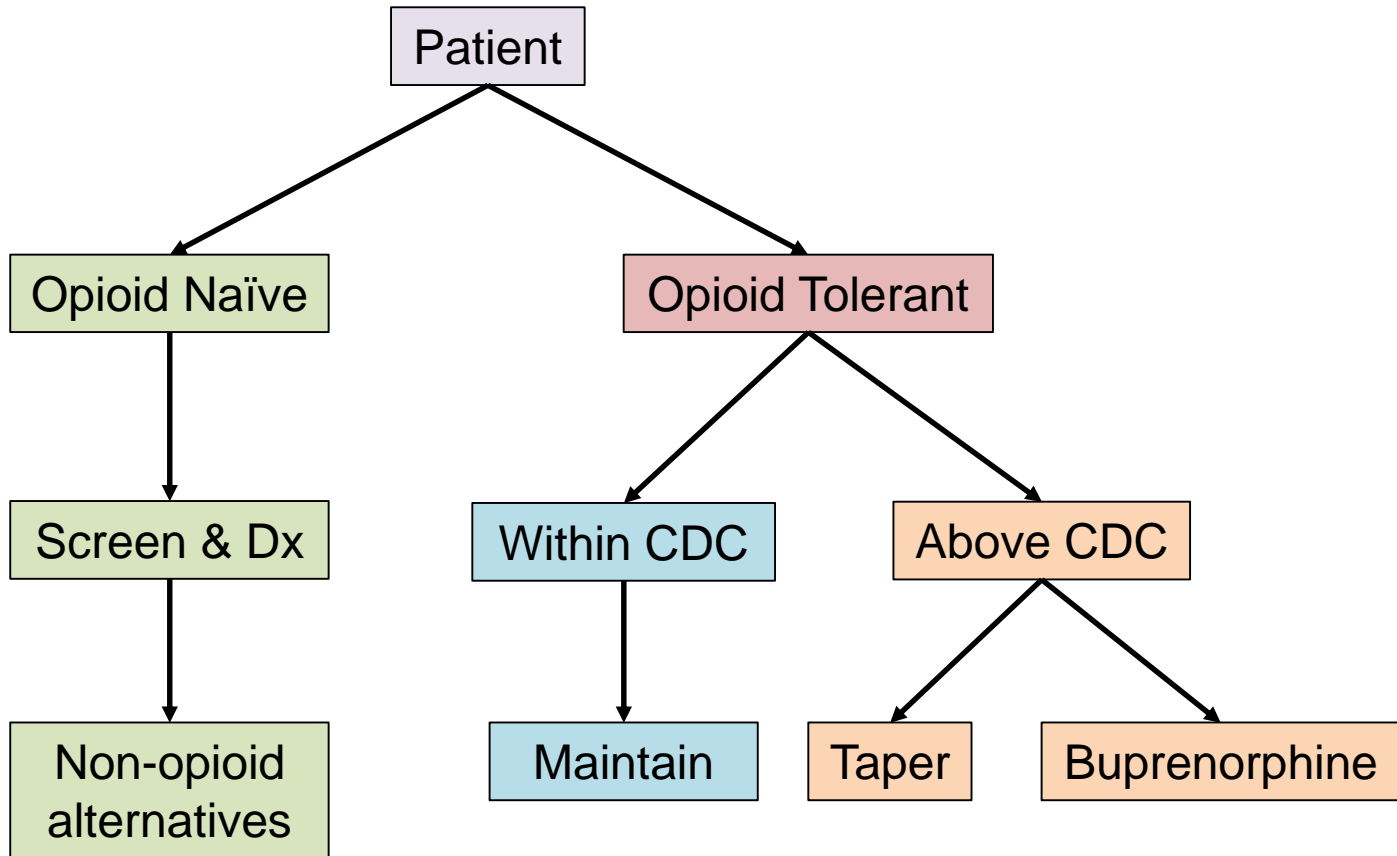 Patient
Opioid Naïve
Opioid Tolerant
Screen & Dx
Within CDC
Above CDC
Non-opioid
alternatives
Maintain
Taper
Buprenorphine